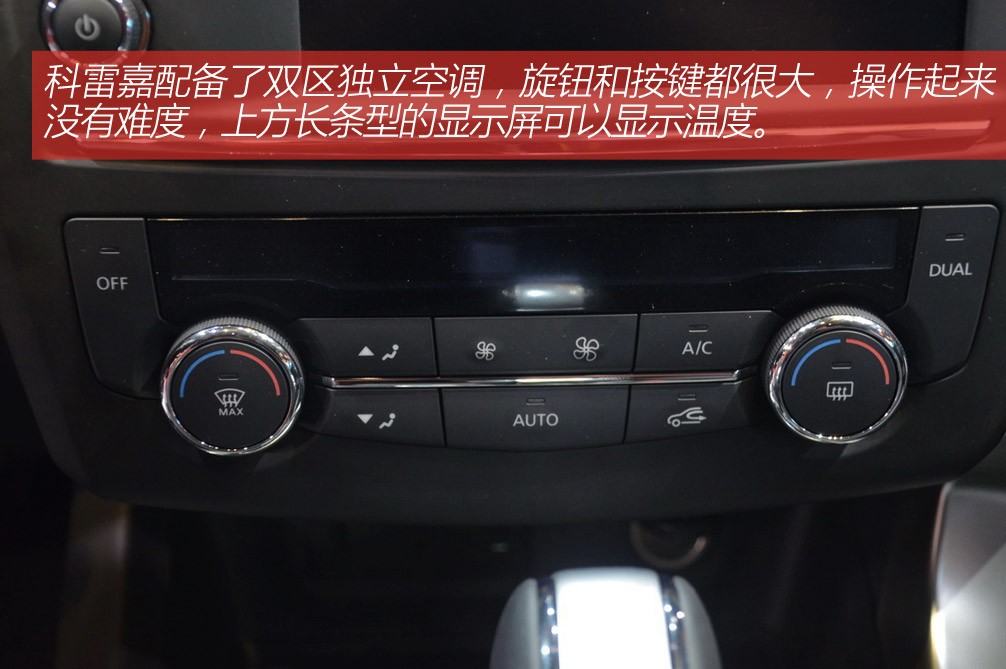 科雷嘉配备了双区独立空调，旋钮和按键都很大，操作起来
没有难度，上方长条型的显示屏可以显示温度。
OFF
DUAL
A/C
MAX
AUTO